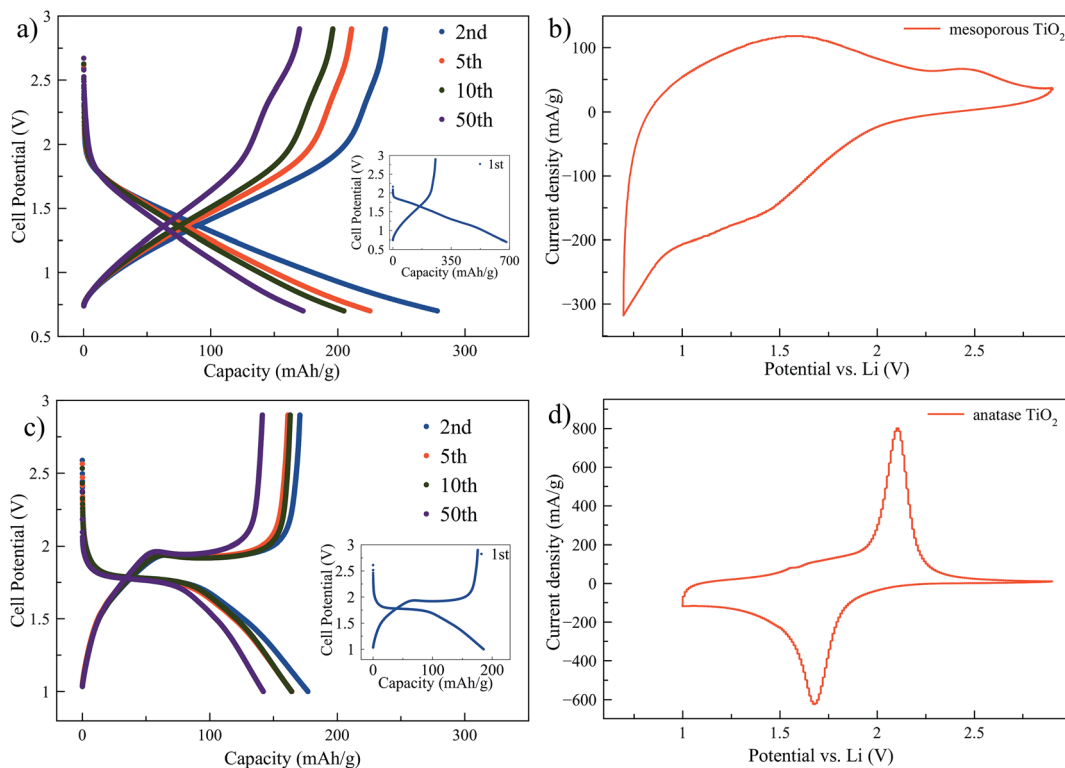 a)
2nd
5th
10th
50th
3
2.5
2
1.5
1
0.5
Cell Potential (V)
0
100
200
300
Capacity (mAh/g)
1st
3
2.5
2
1.5
1
0.5
Cell Potential (V)
0
350
700
Capacity (mAh/g)
b)
mesoporous TiO2
100
0
−100
−200
−300
Current density (mA/g)
1
1.5
2
2.5
Potential vs. Li (V)
c)
2nd
5th
10th
50th
3
2.5
2
1.5
1
Cell Potential (V)
0
50
100
150
200
250
300
350
Capacity (mAh/g)
1st
3
2.5
2
1.5
1
Cell Potential (V)
0
100
200
Capacity (mAh/g)
d)
anatase TiO2
800
600
400
200
0
−200
−400
−600
Current density (mA/g)
1
1.5
2
2.5
Potential vs. Li (V)